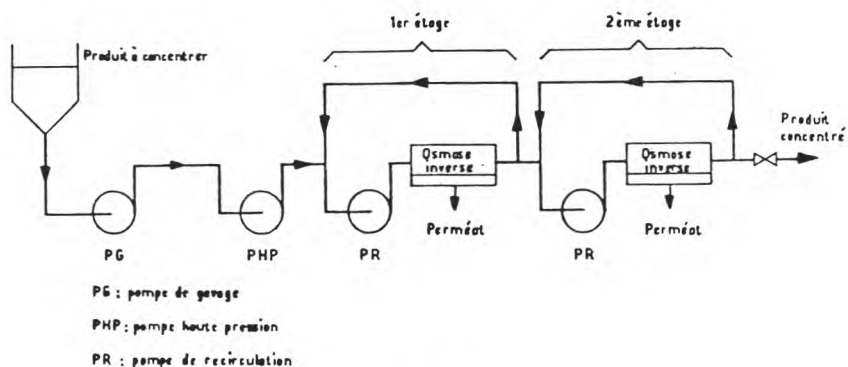 1er étage
2ème étage
Produit à concentrer
Produit
concentré
Osmose
inverse
Osmose
inverse
Perméat
Perméat
PG
PHP
PR
PR
PG : pompe de gavage
PHP : pompe haute pression
PR : pompe de recirculation